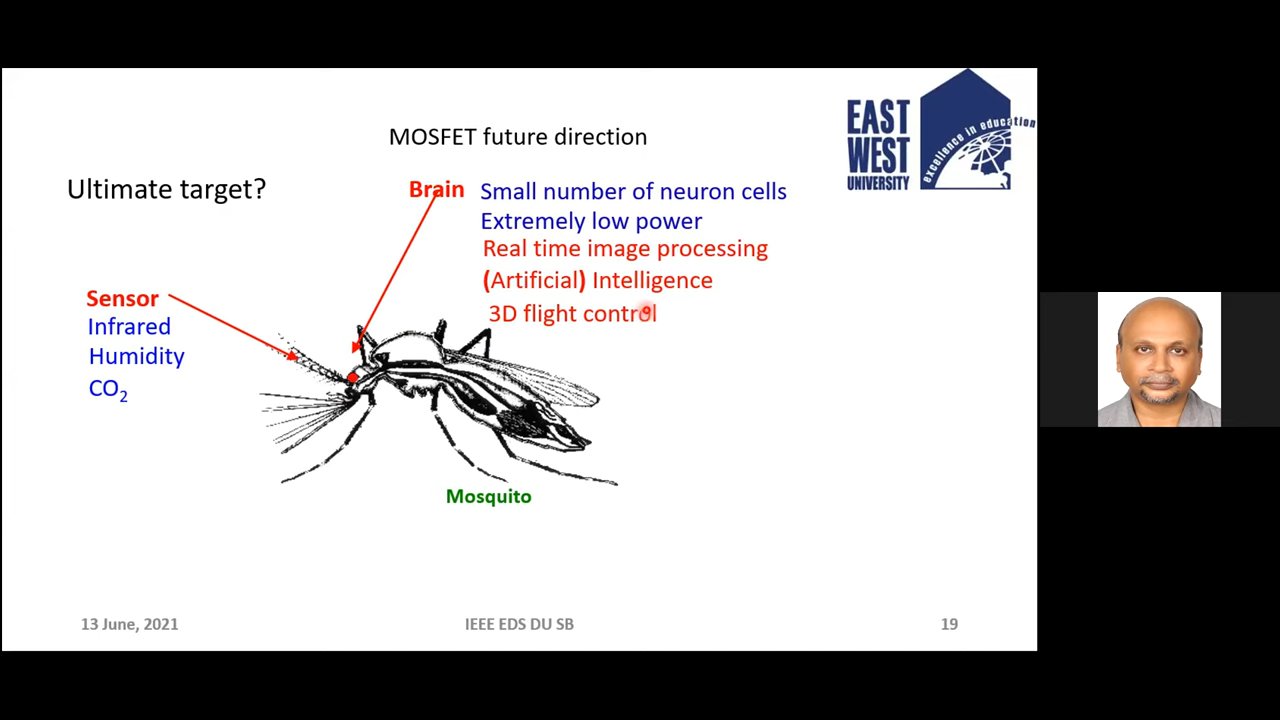 EAST
WEST
UNIVERSITY
excellence in education
MOSFET future direction
Ultimate target?
Brain
Small number of neuron cells
Extremely low power
Real time image processing
(Artificial) Intelligence
3D flight control
Sensor
Infrared
Humidity
CO₂
Mosquito
13 June, 2021
IEEE EDS DU SB
19